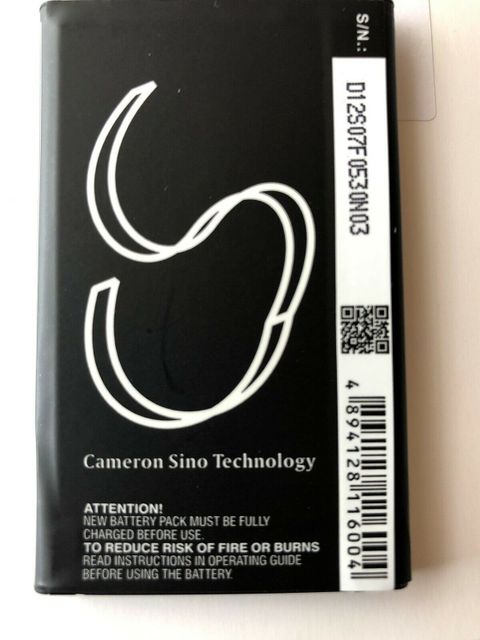 Cameron Sino Technology
ATTENTION!
NEW BATTERY PACK MUST BE FULLY
CHARGED BEFORE USE.
TO REDUCE RISK OF FIRE OR BURNS
READ INSTRUCTIONS IN OPERATING GUIDE
BEFORE USING THE BATTERY.
S/N.:
D12S07F0530N03
4 894128 116004